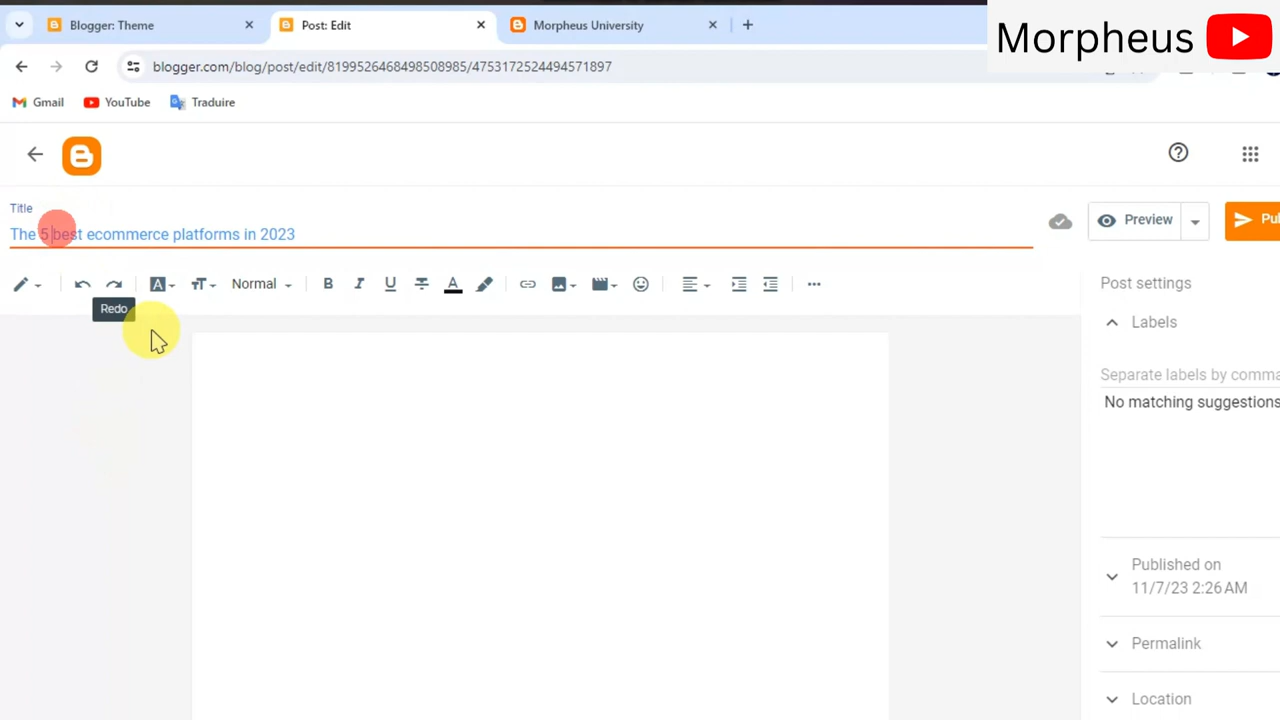 Blogger: Theme
Post: Edit
Morpheus University
Morpheus
blogger.com/blog/post/edit/8199526468498508985/4753172524494571897
Gmail
YouTube
Traduire
Title
The 5 best ecommerce platforms in 2023
Preview
Pu
Normal
B
I
U
A
Redo
Post settings
Labels
Separate labels by comma
No matching suggestions
Published on
11/7/23 2:26 AM
Permalink
Location